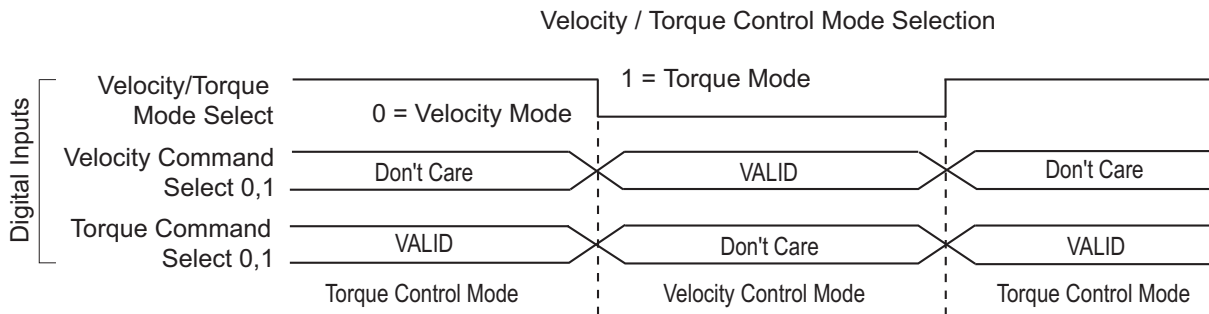 Velocity / Torque Control Mode Selection
Digital Inputs
Velocity/Torque
Mode Select
1 = Torque Mode
0 = Velocity Mode
Velocity Command
Select 0,1
Don't Care
VALID
Don't Care
Torque Command
Select 0,1
VALID
Don't Care
VALID
Torque Control Mode
Velocity Control Mode
Torque Control Mode